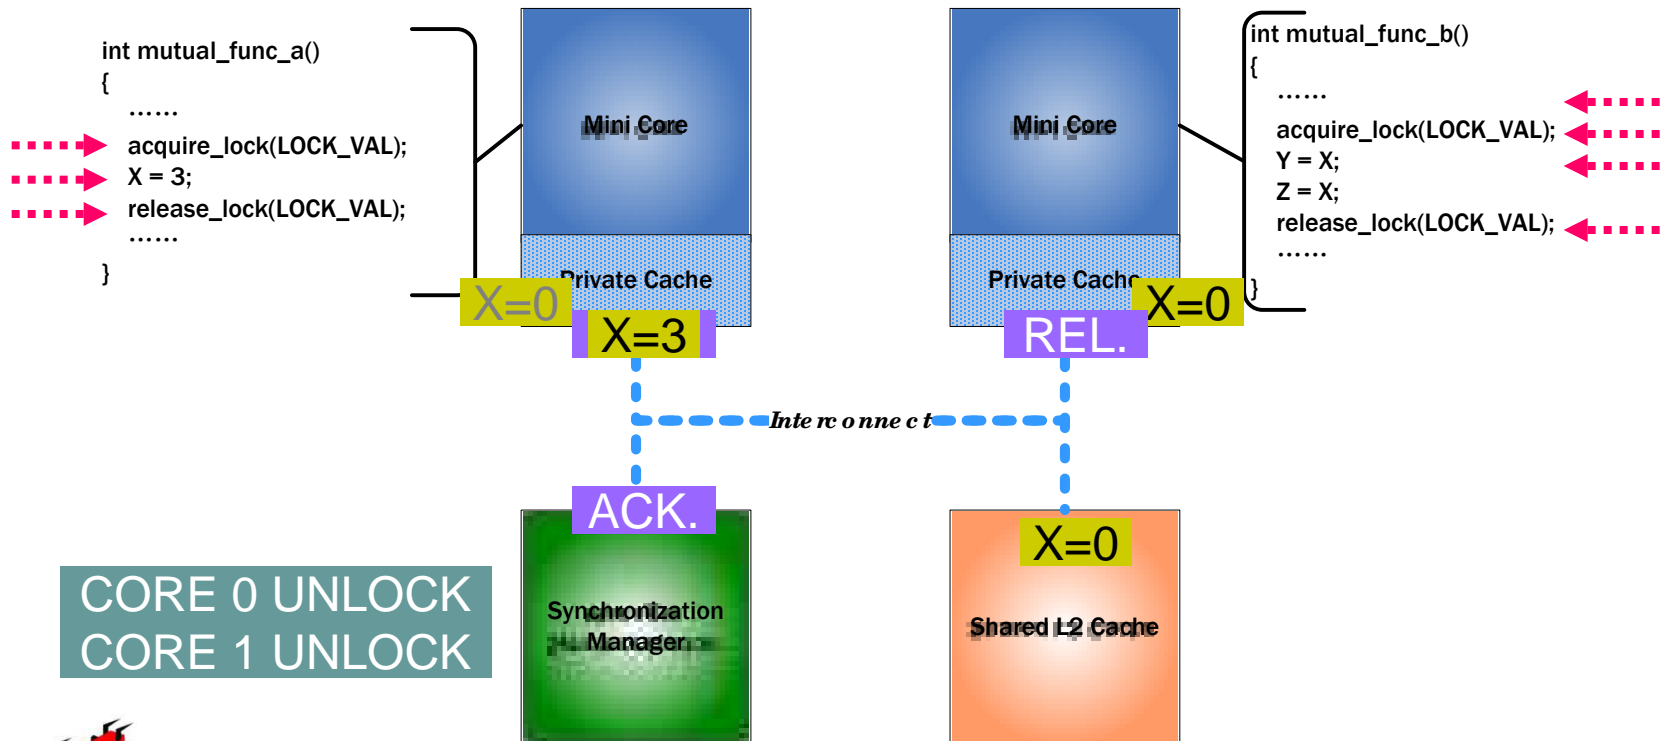 int mutual_func_a()
{
……
acquire_lock(LOCK_VAL);
X = 3;
release_lock(LOCK_VAL);
……
}
Mini Core
Private Cache
X=0
X=3
Mini Core
Private Cache
X=0
REL.
int mutual_func_b()
{
……
acquire_lock(LOCK_VAL);
Y = X;
Z = X;
release_lock(LOCK_VAL);
……
}
Interconnect
ACK.
Synchronization
Manager
X=0
Shared L2 Cache
CORE 0 UNLOCK
CORE 1 UNLOCK